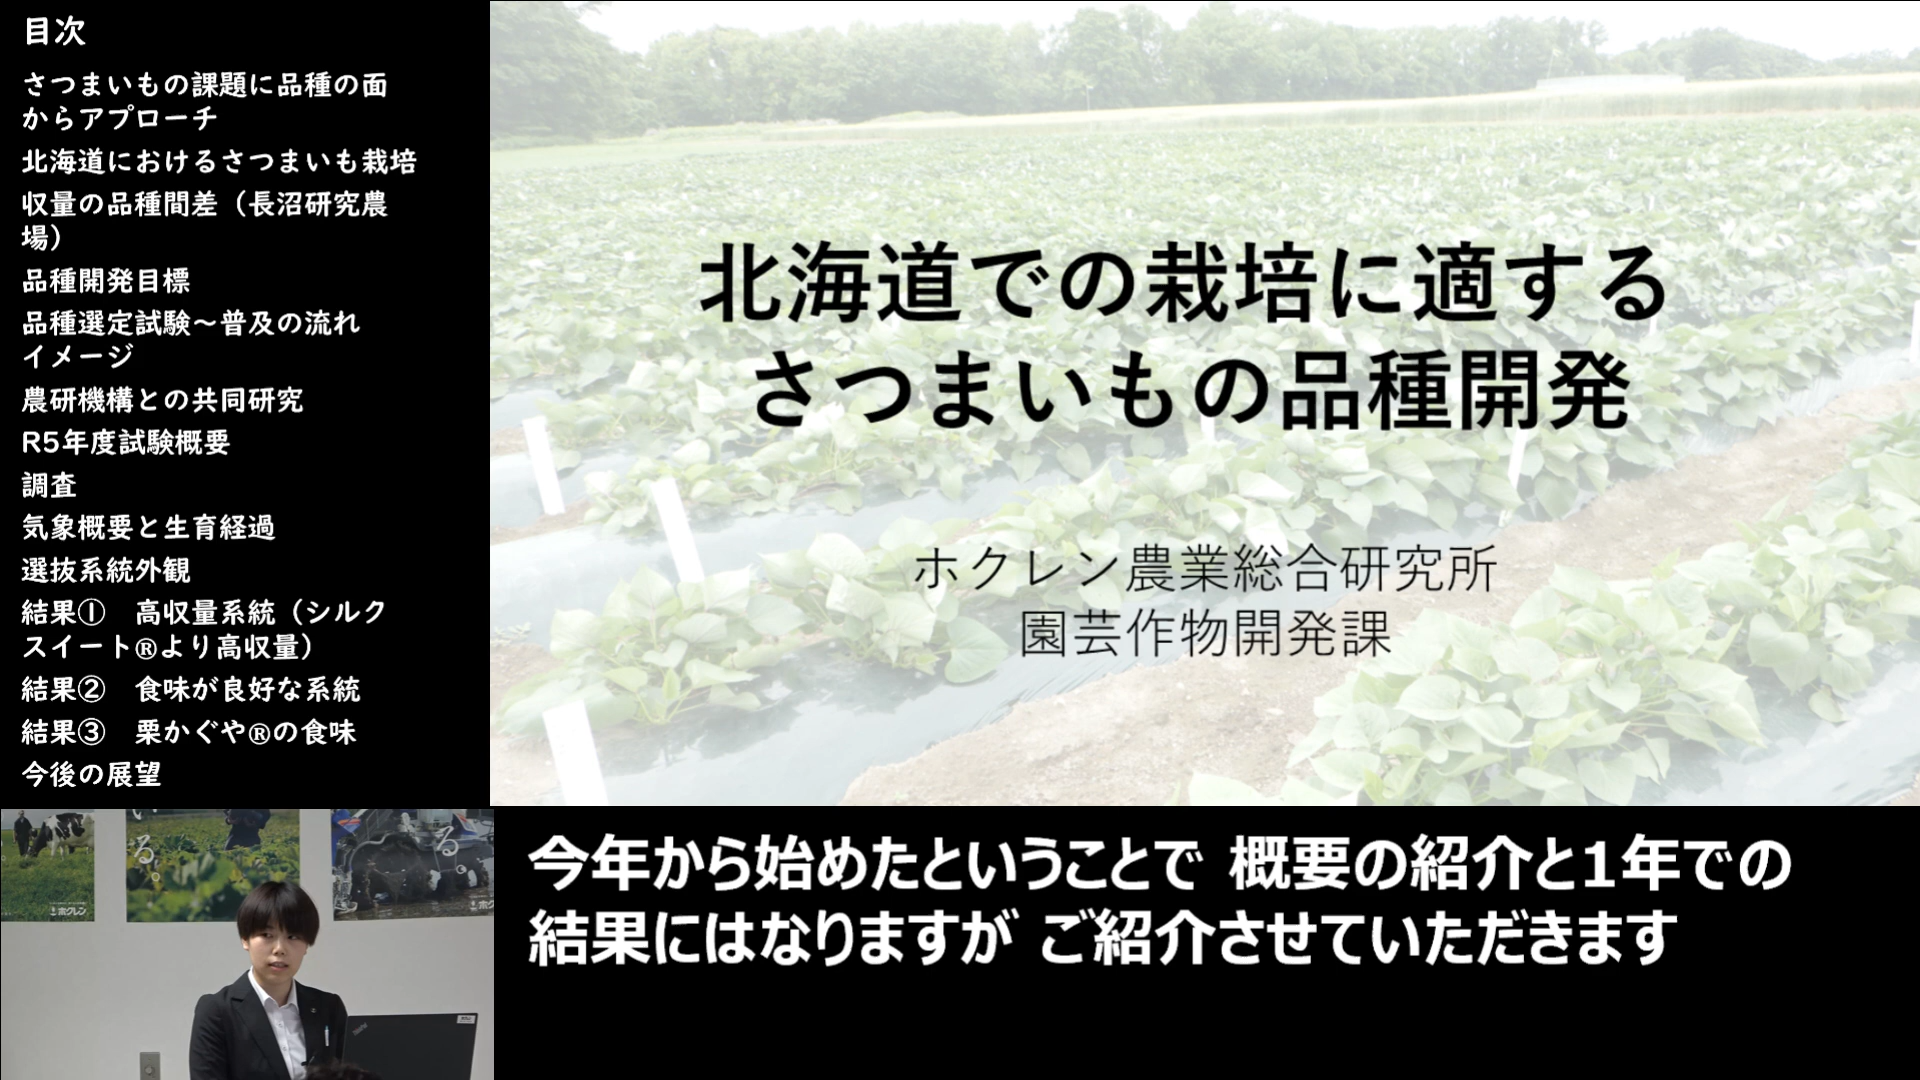 目次
さつまいもの課題に品種の面
からアプローチ
北海道におけるさつまいも栽培
収量の品種間差（長沼研究農
場）
品種開発目標
品種選定試験～普及の流れ
イメージ
農研機構との共同研究
R5年度試験概要
調査
気象概要と生育経過
選抜系統外観
結果①　高収量系統（シルク
スイート®より高収量）
結果②　食味が良好な系統
結果③　栗かぐや®の食味
今後の展望
北海道での栽培に適する
さつまいもの品種開発
ホクレン農業総合研究所
園芸作物開発課
いる。
る。
ホクレン
ThinkPad
今年から始めたということで 概要の紹介と1年での
結果にはなりますが ご紹介させていただきます